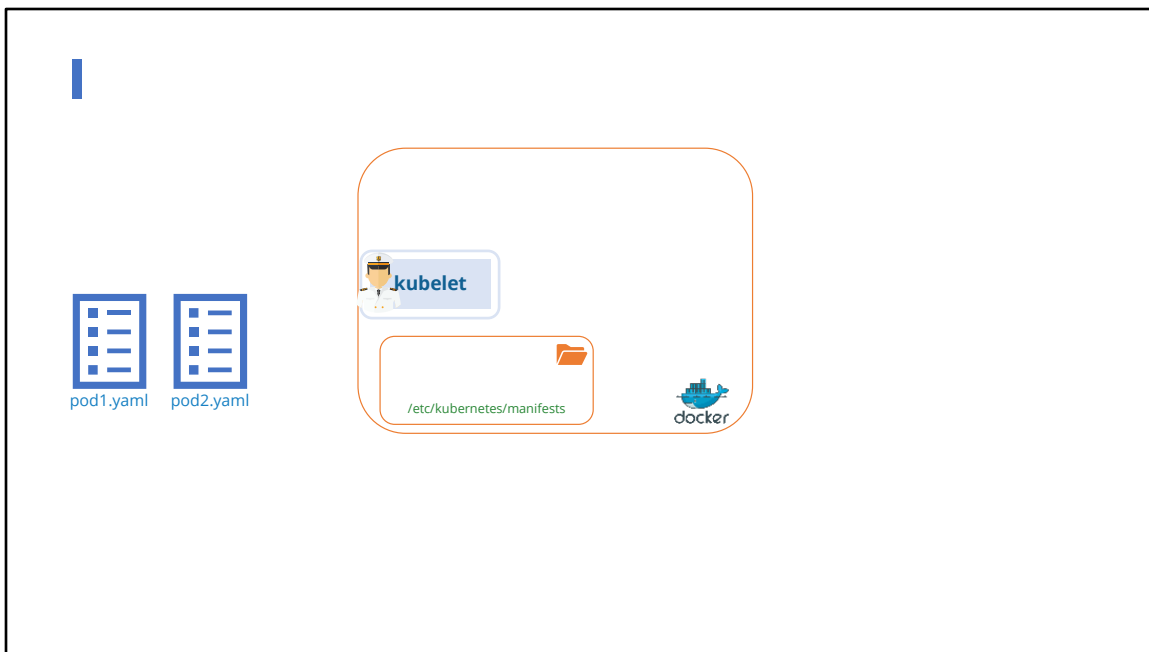 kubelet
pod1.yaml pod2.yaml
/etc/kubernetes/manifests
docker